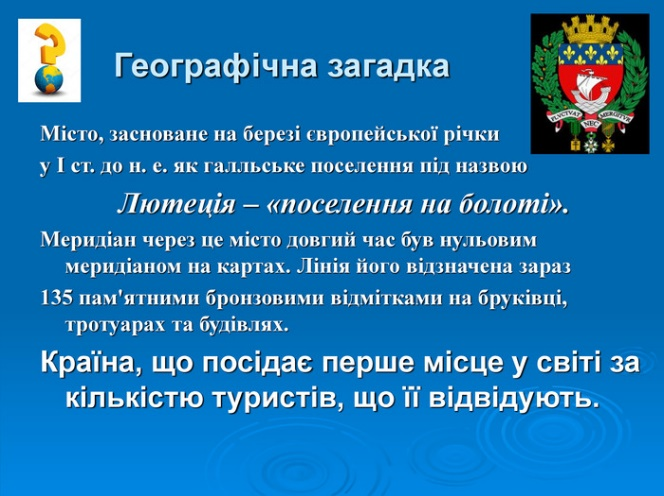 Географічна загадка
Місто, засноване на березі європейської річки
у I ст. до н. е. як галльське поселення під назвою
Лютеція – «поселення на болоті».
Меридіан через це місто довгий час був нульовим
меридіаном на картах. Лінія його відзначена зараз
135 пам'ятними бронзовими відмітками на бруківці,
тротуарах та будівлях.
Країна, що посідає перше місце у світі за
кількістю туристів, що її відвідують.
FLVCTVAT NEC MERGITVR